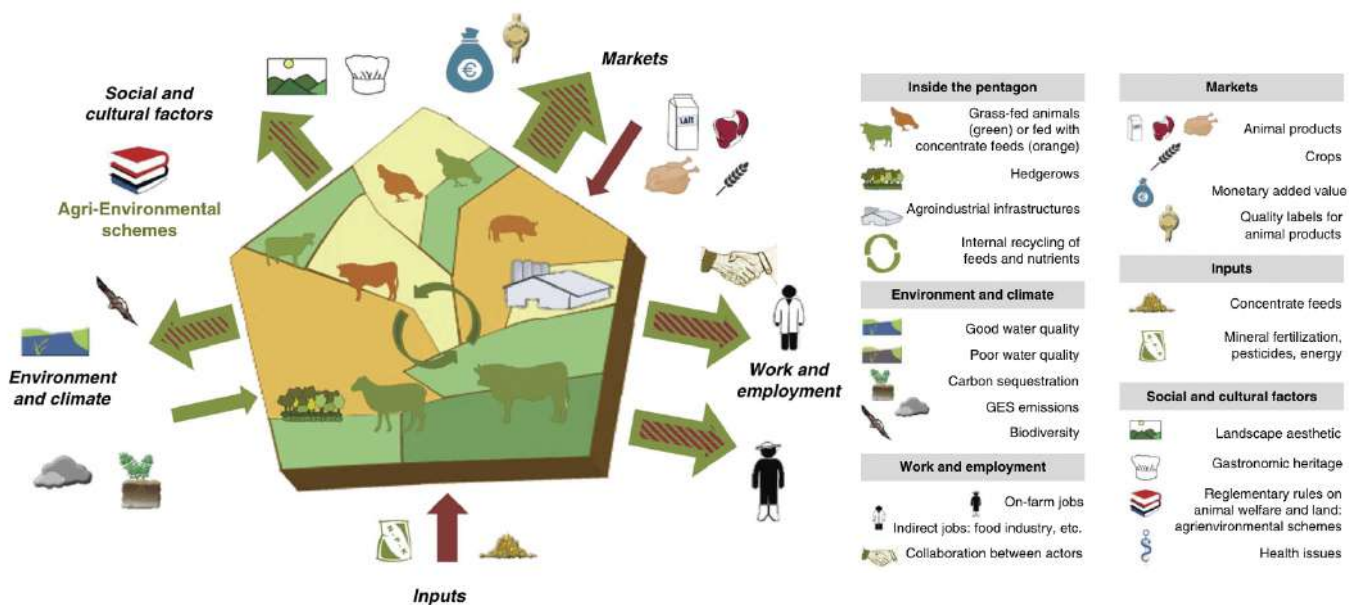 Markets
Social and
cultural factors
Agri-Environmental
schemes
LAIT
€
Environment
and climate
Work and
employment
Inputs
Inside the pentagon
Grass-fed animals
(green) or fed with
concentrate feeds (orange)
Hedgerows
Agroindustrial infrastructures
Internal recycling of
feeds and nutrients
Environment and climate
Good water quality
Poor water quality
Carbon sequestration
GES emissions
Biodiversity
Work and employment
On-farm jobs
Indirect jobs: food industry, etc.
Collaboration between actors
Markets
Animal products
Crops
Monetary added value
€
Quality labels for
animal products
Inputs
Concentrate feeds
Mineral fertilization,
pesticides, energy
Social and cultural factors
Landscape aesthetic
Gastronomic heritage
Reglementary rules on
animal welfare and land:
agrienvironmental schemes
Health issues